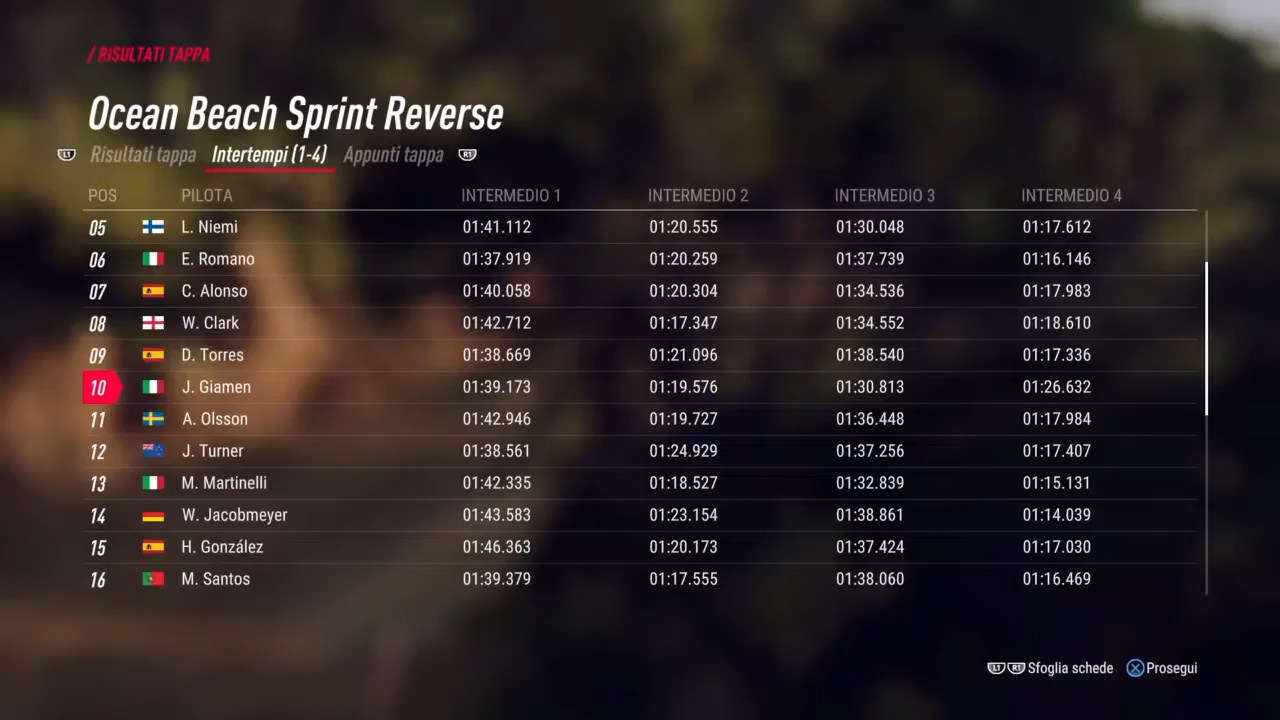 / RISULTATI TAPPA
Ocean Beach Sprint Reverse
L1 Risultati tappa Intertempi (1-4) Appunti tappa R1
POS PILOTA INTERMEDIO 1 INTERMEDIO 2 INTERMEDIO 3 INTERMEDIO 4
05 L. Niemi 01:41.112 01:20.555 01:30.048 01:17.612
06 E. Romano 01:37.919 01:20.259 01:37.739 01:16.146
07 C. Alonso 01:40.058 01:20.304 01:34.536 01:17.983
08 W. Clark 01:42.712 01:17.347 01:34.552 01:18.610
09 D. Torres 01:38.669 01:21.096 01:38.540 01:17.336
10 J. Giamen 01:39.173 01:19.576 01:30.813 01:26.632
11 A. Olsson 01:42.946 01:19.727 01:36.448 01:17.984
12 J. Turner 01:38.561 01:24.929 01:37.256 01:17.407
13 M. Martinelli 01:42.335 01:18.527 01:32.839 01:15.131
14 W. Jacobmeyer 01:43.583 01:23.154 01:38.861 01:14.039
15 H. González 01:46.363 01:20.173 01:37.424 01:17.030
16 M. Santos 01:39.379 01:17.555 01:38.060 01:16.469
L1 R1 Sfoglia schede Prosegui